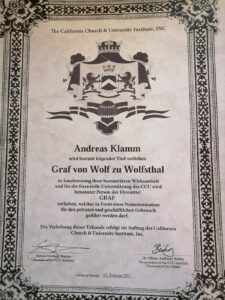 The California Church & University Institute, INC
Andreas Klamm
wird hiermit folgender Titel verliehen
Graf von Wolf zu Wolfsthal
in Anerkennung ihrer humanitären Wirksamkeit
und für die finanzielle Unterstützung des CCU wird
benannter Person der Ehrentitel
GRAF
verliehen, welcher in Form eines Namenszusatzes
für den privaten und geschäftlichen Gebrauch
geführt werden darf.
Die Verleihung dieser Urkunde erfolgt im Auftrag des California
Church & University Institute, Inc.